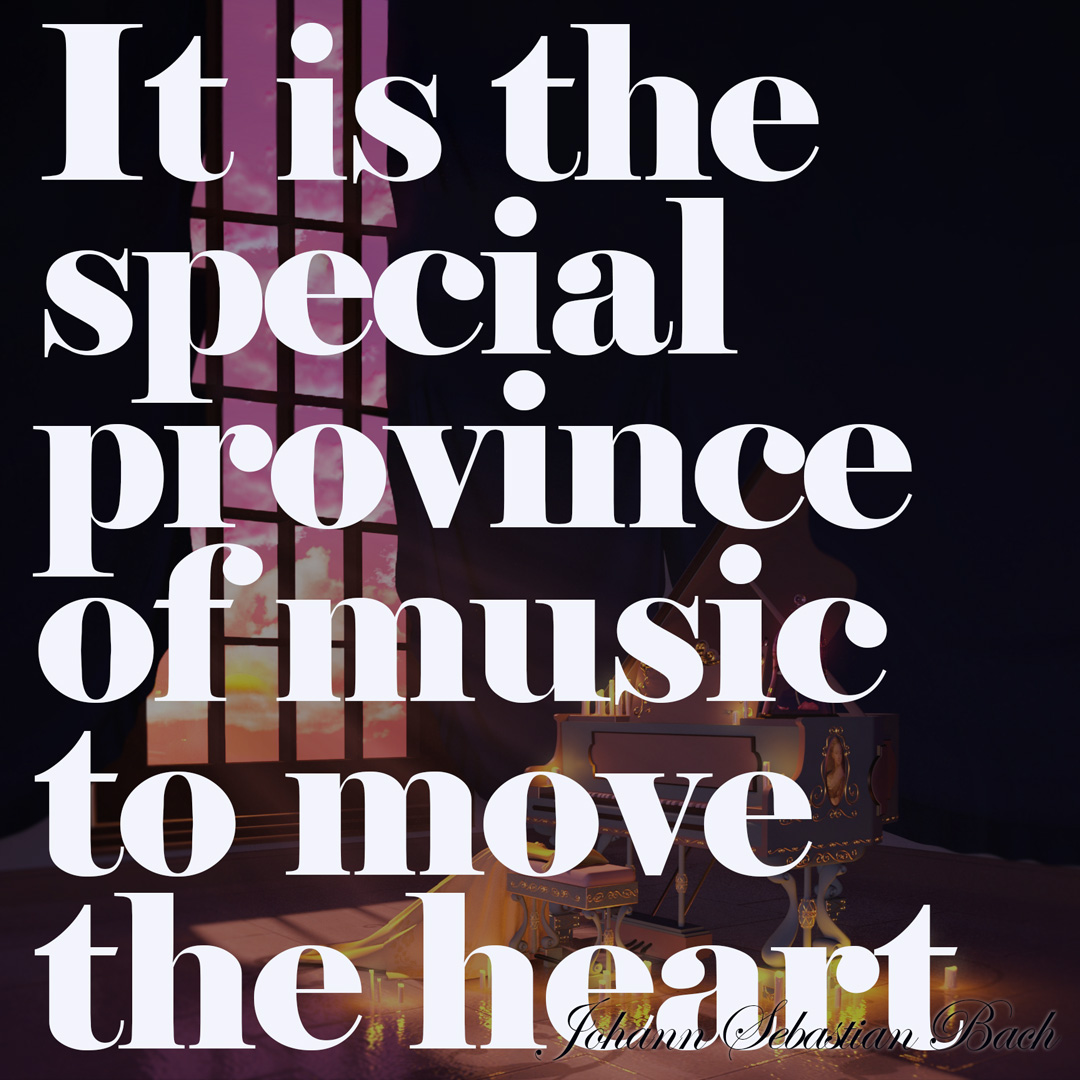 It is the
special
province
of music
to move
the heart
Johann Sebastian Bach